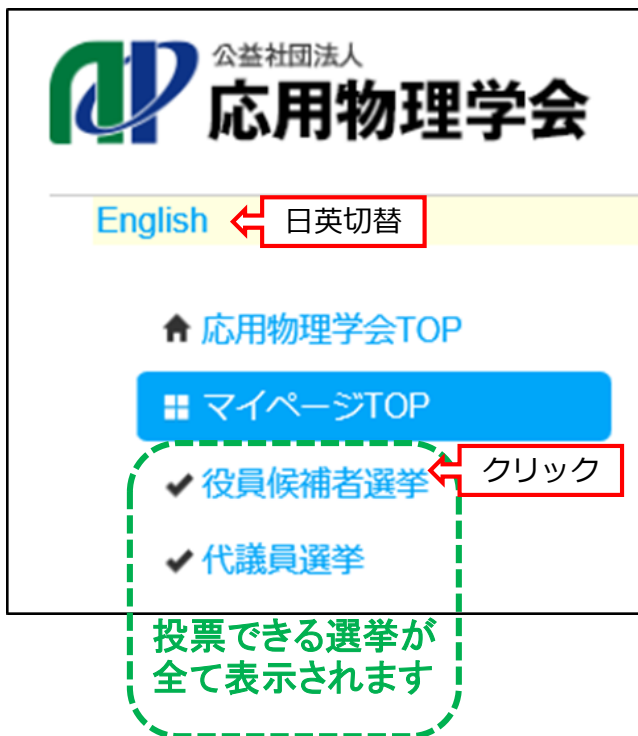 公益社団法人
応用物理学会
English
日英切替
応用物理学会TOP
マイページTOP
役員候補者選挙
クリック
代議員選挙
投票できる選挙が
全て表示されます